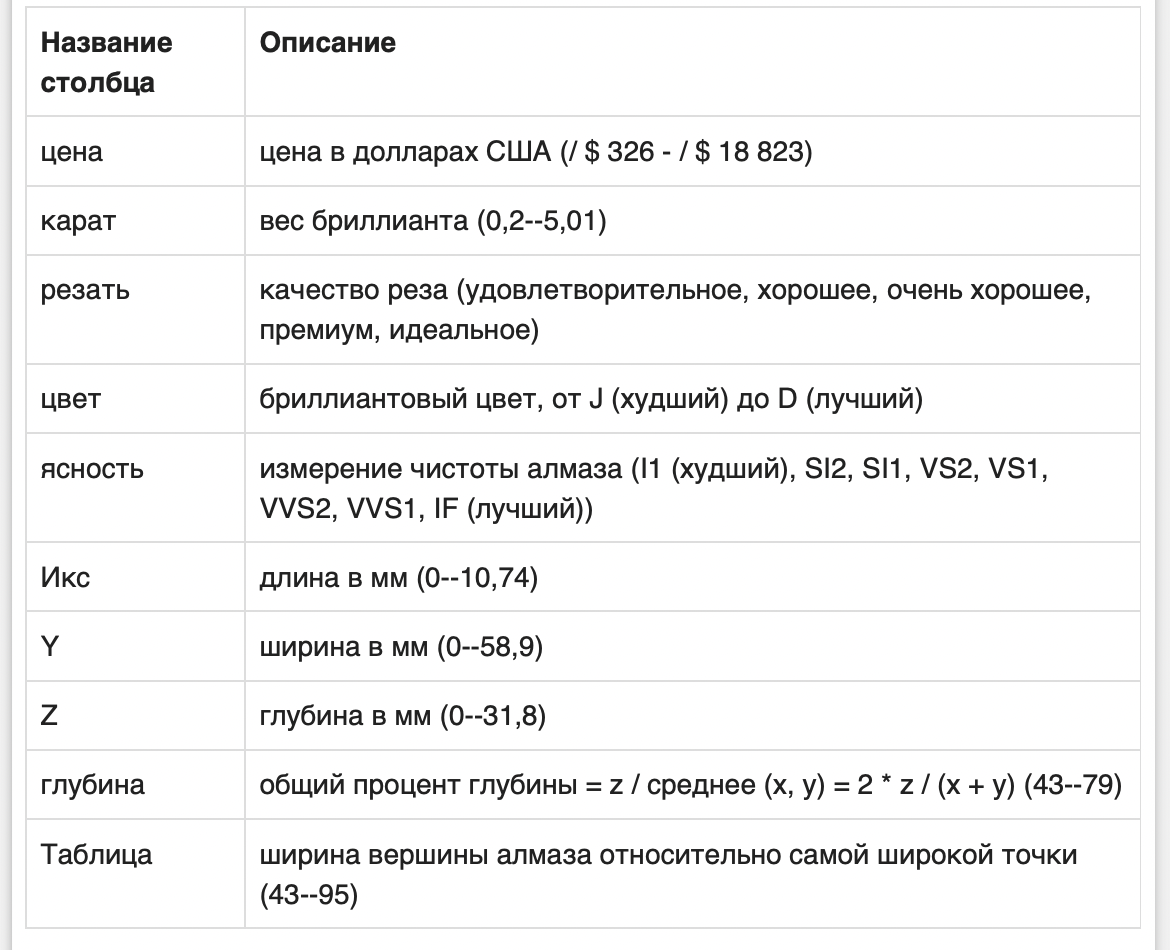 Название Описание
столбца
цена цена в долларах США (/ $ 326 - / $ 18 823)
карат вес бриллианта (0,2--5,01)
резать качество реза (удовлетворительное, хорошее, очень хорошее,
премиум, идеальное)
цвет бриллиантовый цвет, от J (худший) до D (лучший)
ясность измерение чистоты алмаза (I1 (худший), SI2, SI1, VS2, VS1,
VVS2, VVS1, IF (лучший))
Икс длина в мм (0--10,74)
Y ширина в мм (0--58,9)
Z глубина в мм (0--31,8)
глубина общий процент глубины = z / среднее (x, y) = 2 * z / (x + y) (43--79)
Таблица ширина вершины алмаза относительно самой широкой точки
(43--95)